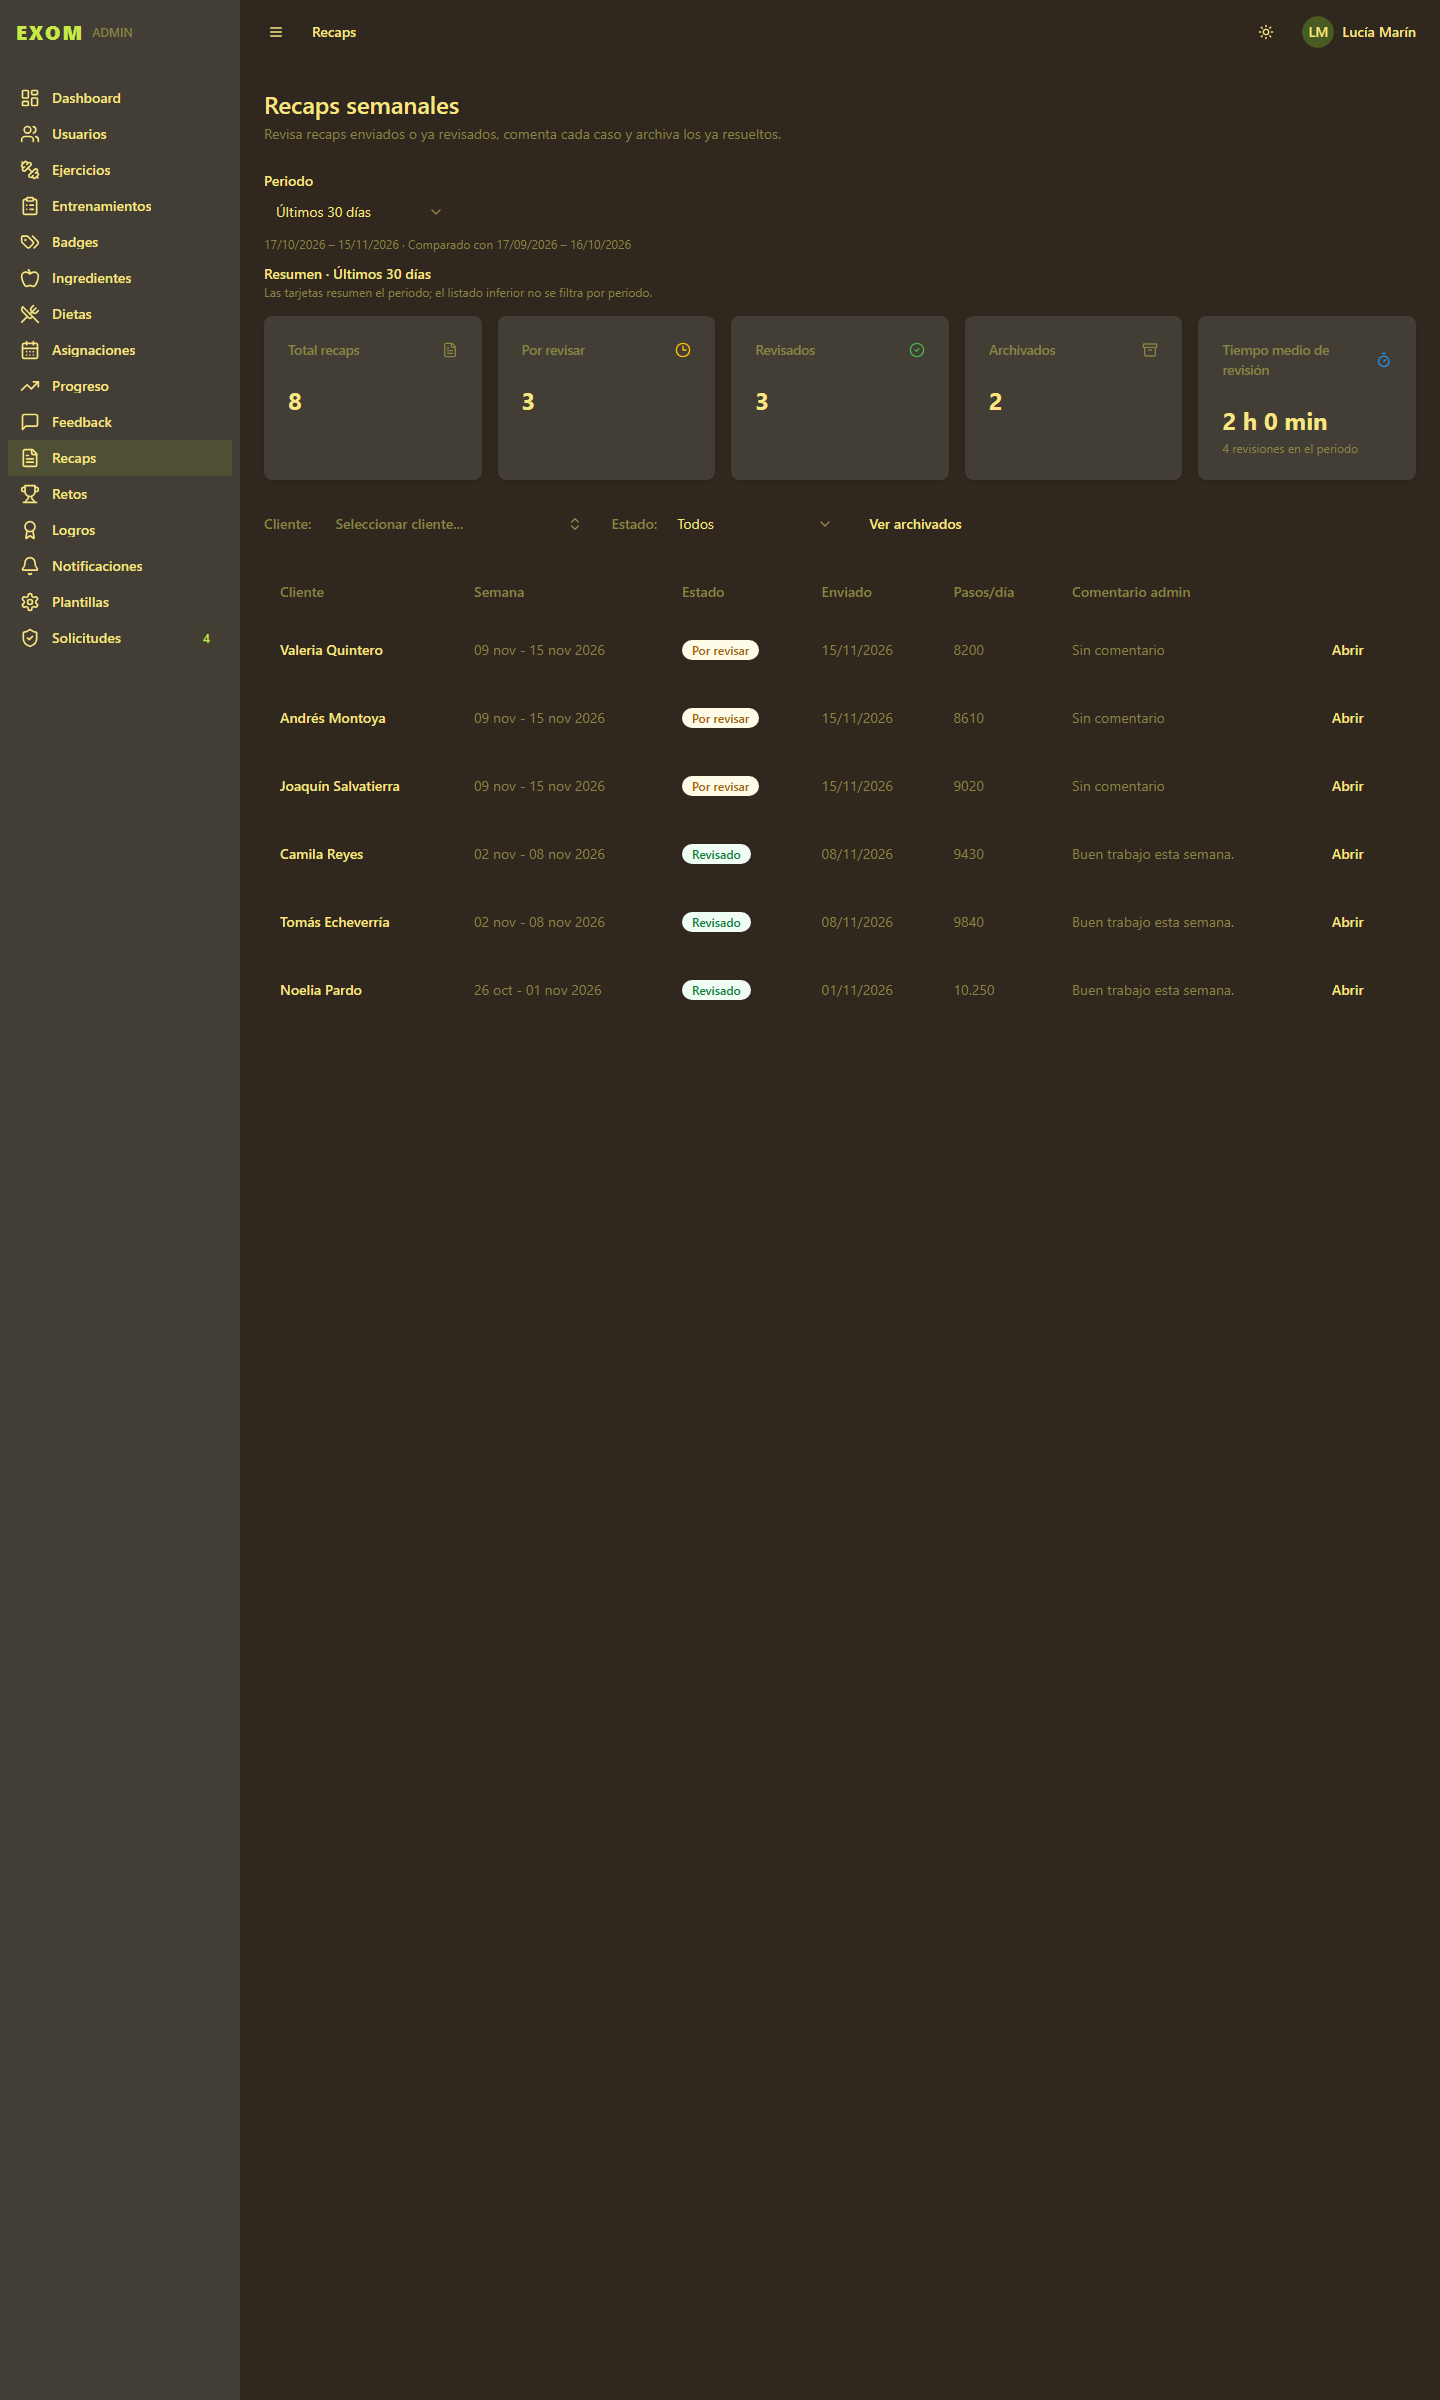 EXOM ADMIN
Dashboard
Usuarios
Ejercicios
Entrenamientos
Badges
Ingredientes
Dietas
Asignaciones
Progreso
Feedback
Recaps
Retos
Logros
Notificaciones
Plantillas
Solicitudes 4
Recaps
LM Lucía Marín
Recaps semanales
Revisa recaps enviados o ya revisados, comenta cada caso y archiva los ya resueltos.
Periodo
Últimos 30 días
17/10/2026 – 15/11/2026 · Comparado con 17/09/2026 – 16/10/2026
Resumen · Últimos 30 días
Las tarjetas resumen el periodo; el listado inferior no se filtra por periodo.
Total recaps
8
Por revisar
3
Revisados
3
Archivados
2
Tiempo medio de
revisión
2 h 0 min
4 revisiones en el periodo
Cliente: Seleccionar cliente... Estado: Todos Ver archivados
Cliente Semana Estado Enviado Pasos/día Comentario admin
Valeria Quintero 09 nov - 15 nov 2026 Por revisar 15/11/2026 8200 Sin comentario Abrir
Andrés Montoya 09 nov - 15 nov 2026 Por revisar 15/11/2026 8610 Sin comentario Abrir
Joaquín Salvatierra 09 nov - 15 nov 2026 Por revisar 15/11/2026 9020 Sin comentario Abrir
Camila Reyes 02 nov - 08 nov 2026 Revisado 08/11/2026 9430 Buen trabajo esta semana. Abrir
Tomás Echeverría 02 nov - 08 nov 2026 Revisado 08/11/2026 9840 Buen trabajo esta semana. Abrir
Noelia Pardo 26 oct - 01 nov 2026 Revisado 01/11/2026 10.250 Buen trabajo esta semana. Abrir